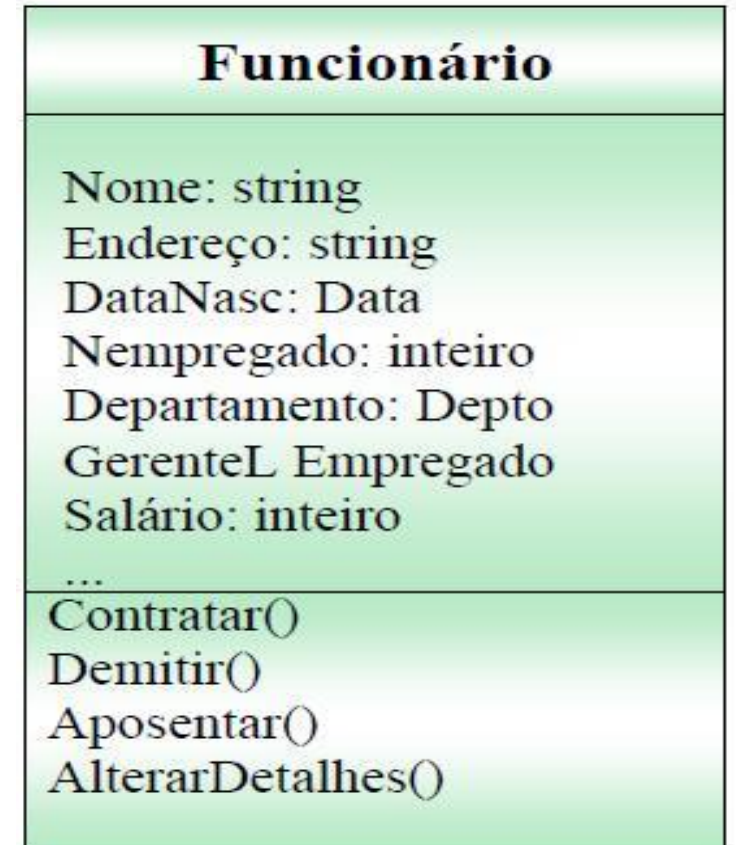 Funcionário
Nome: string
Endereço: string
DataNasc: Data
Nempregado: inteiro
Departamento: Depto
GerenteL Empregado
Salário: inteiro
...
Contratar()
Demitir()
Aposentar()
AlterarDetalhes()